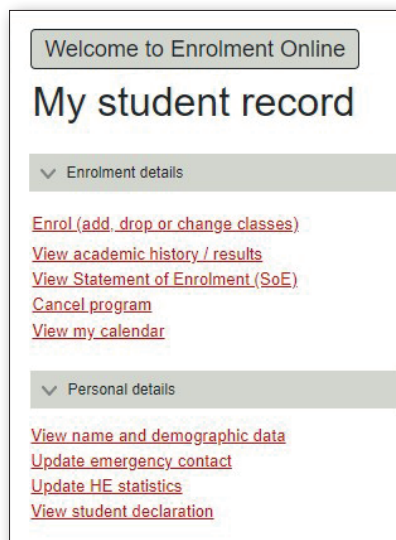 Welcome to Enrolment Online
My student record
Enrolment details
Enrol (add, drop or change classes)
View academic history / results
View Statement of Enrolment (SoE)
Cancel program
View my calendar
Personal details
View name and demographic data
Update emergency contact
Update HE statistics
View student declaration